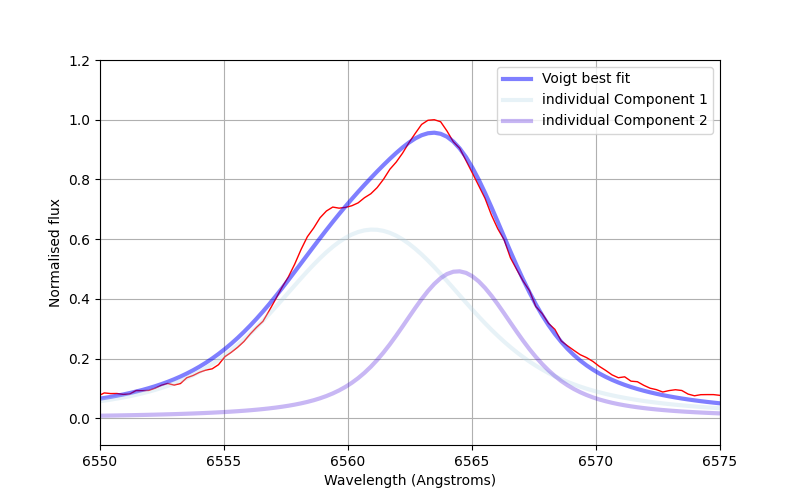 1.2
1.0
0.8
0.6
0.4
0.2
0.0
Normalised flux
Voigt best fit
individual Component 1
individual Component 2
6550 6555 6560 6565 6570 6575
Wavelength (Angstroms)